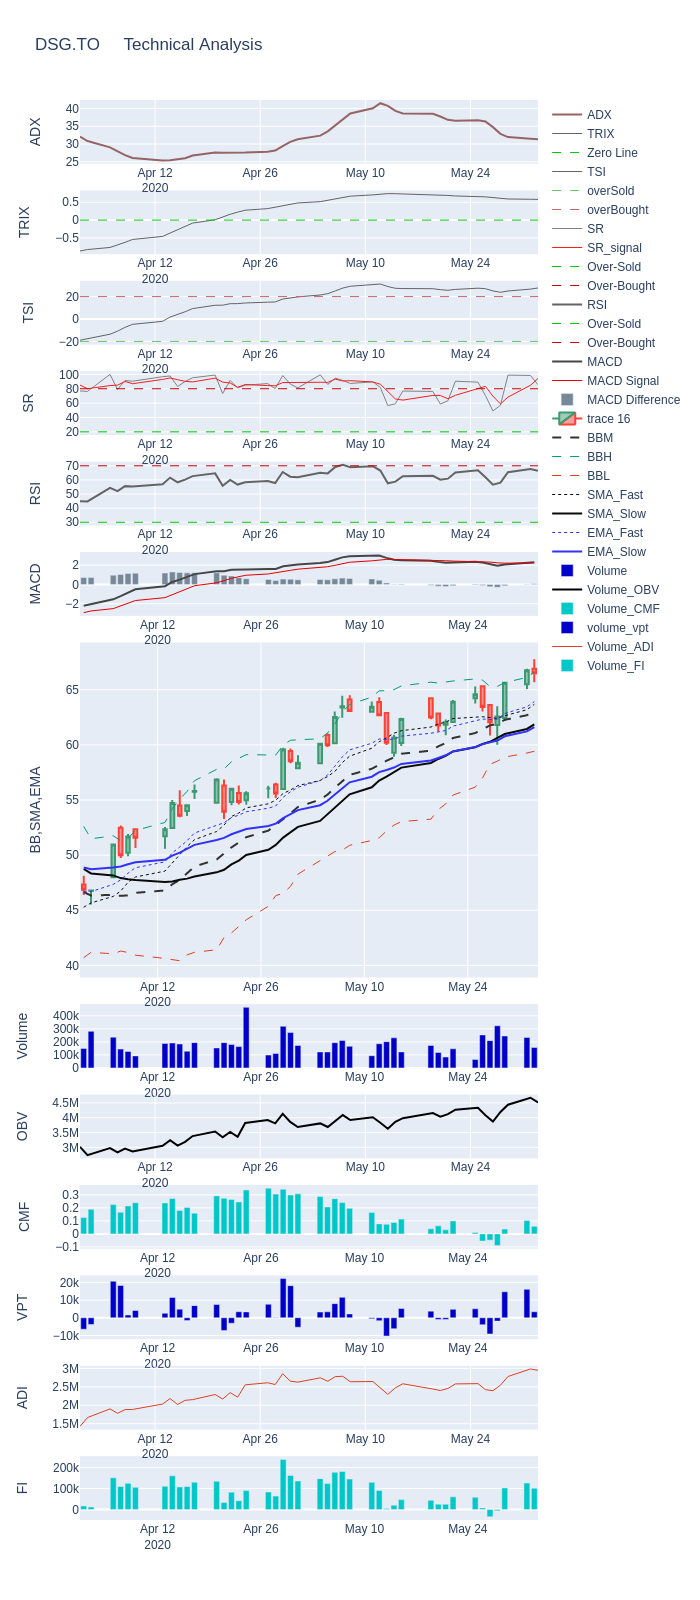 DSG.TO Technical Analysis
ADX
40
35
30
25
Apr 12
2020
Apr 26
May 10
May 24
TRIX
0.5
0
−0.5
Apr 12
2020
Apr 26
May 10
May 24
TSI
20
0
−20
Apr 12
2020
Apr 26
May 10
May 24
SR
100
80
60
40
20
Apr 12
2020
Apr 26
May 10
May 24
RSI
70
60
50
40
30
Apr 12
2020
Apr 26
May 10
May 24
MACD
2
0
−2
Apr 12
2020
Apr 26
May 10
May 24
BB,SMA,EMA
65
60
55
50
45
40
Apr 12
2020
Apr 26
May 10
May 24
Volume
400k
300k
200k
100k
0
Apr 12
2020
Apr 26
May 10
May 24
OBV
4.5M
4M
3.5M
3M
Apr 12
2020
Apr 26
May 10
May 24
CMF
0.3
0.2
0.1
0
−0.1
Apr 12
2020
Apr 26
May 10
May 24
VPT
20k
10k
0
−10k
Apr 12
2020
Apr 26
May 10
May 24
ADI
3M
2.5M
2M
1.5M
Apr 12
2020
Apr 26
May 10
May 24
FI
200k
100k
0
Apr 12
2020
Apr 26
May 10
May 24
ADX
TRIX
Zero Line
TSI
overSold
overBought
SR
SR_signal
Over-Sold
Over-Bought
RSI
Over-Sold
Over-Bought
MACD
MACD Signal
MACD Difference
trace 16
BBM
BBH
BBL
SMA_Fast
SMA_Slow
EMA_Fast
EMA_Slow
Volume
Volume_OBV
Volume_CMF
volume_vpt
Volume_ADI
Volume_FI